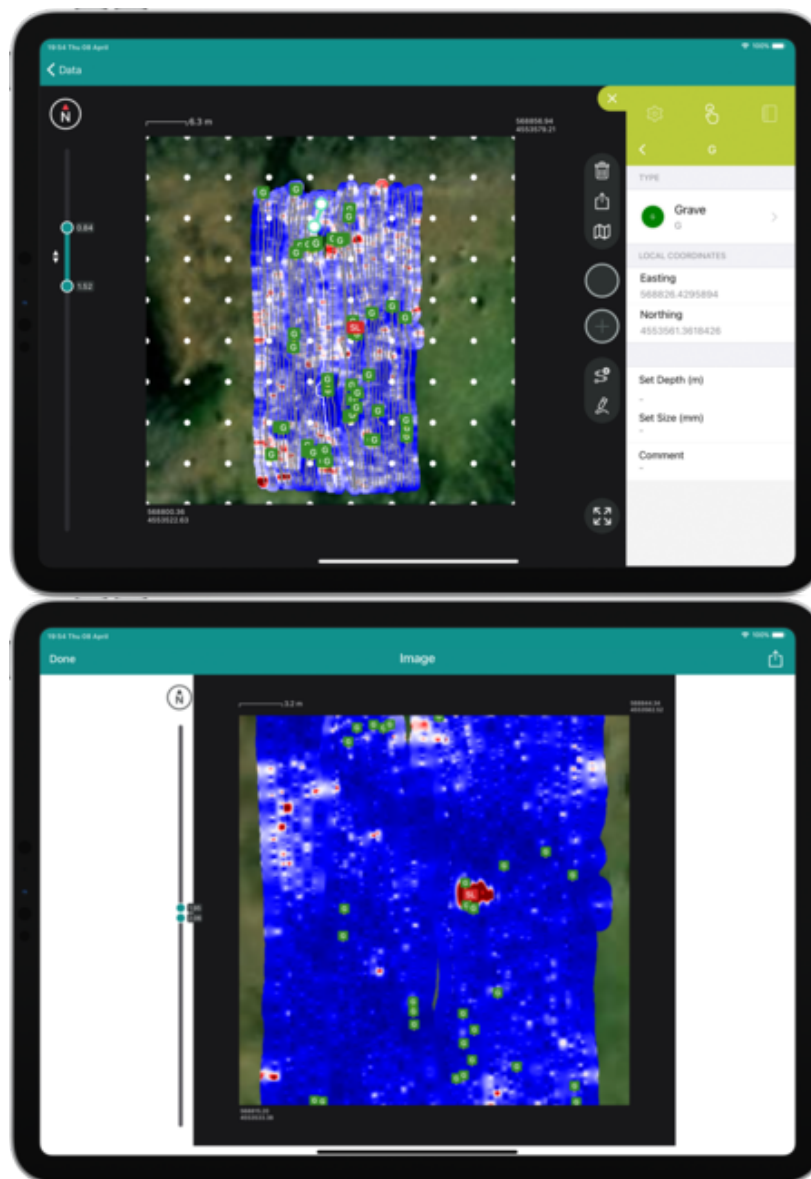 19:54 Thu 08 April
100%
Data
N
6.3 m
568856.94
4553579.21
0.84
1.52
SL
G
568800.36
4553522.63
G
TYPE
Grave
G
LOCAL COORDINATES
Easting
568826.4295894
Northing
4553561.3618426
Set Depth (m)
-
Set Size (mm)
-
Comment
-
19:54 Thu 08 April
100%
Done
Image
N
3.2 m
SL